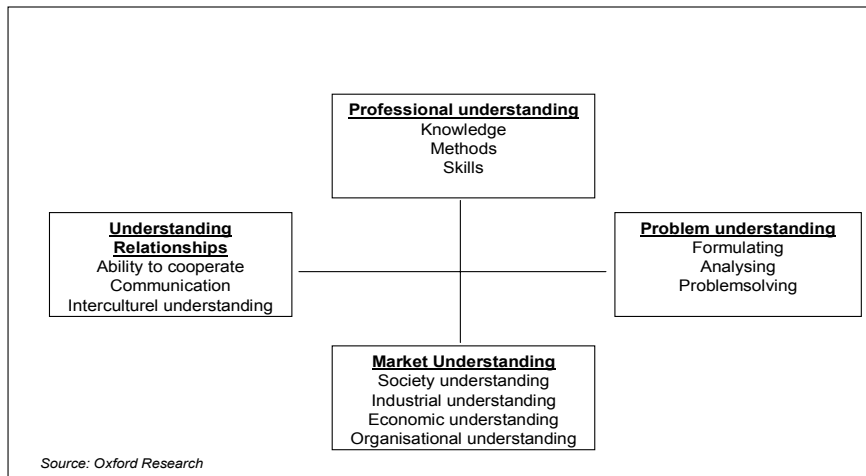 Professional understanding
Knowledge
Methods
Skills
Understanding
Relationships
Ability to cooperate
Communication
Interculturel understanding
Problem understanding
Formulating
Analysing
Problemsolving
Market Understanding
Society understanding
Industrial understanding
Economic understanding
Organisational understanding
Source: Oxford Research